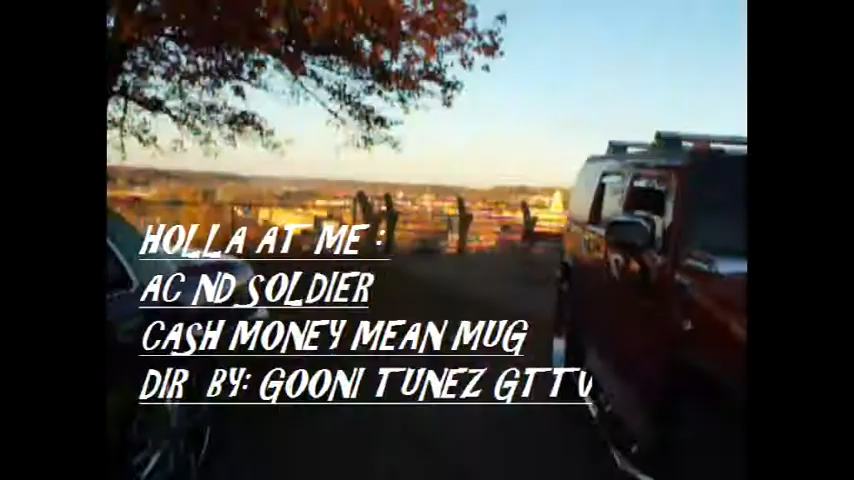 HOLLA AT ME :
AC ND SOLDIER
CASH MONEY MEAN MUG
DIR BY: GOONI TUNEZ GTTV